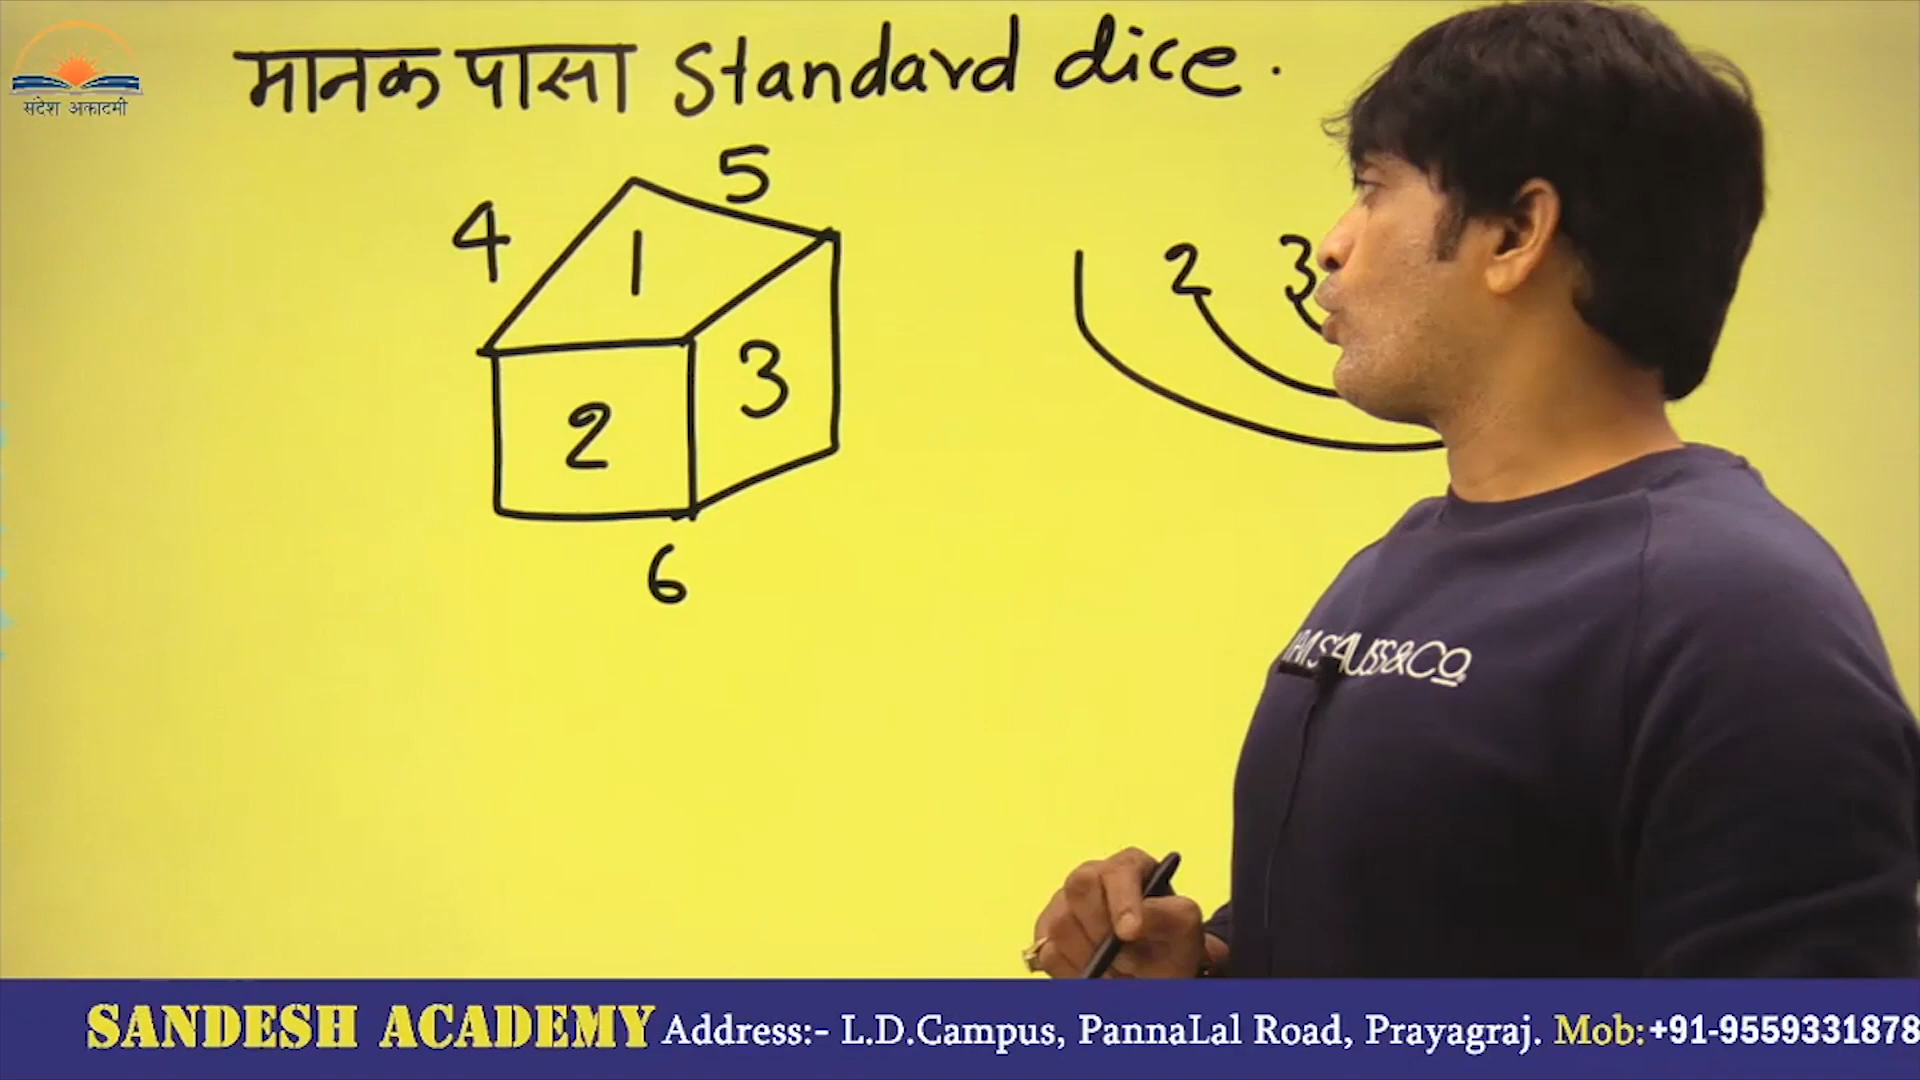 संदेश अकादमी
मानक पासा Standard dice.
5
4
1
1 2 3
3
2
6
SANDESH ACADEMY Address:- L.D.Campus, PannaLal Road, Prayagraj. Mob:+91-9559331878